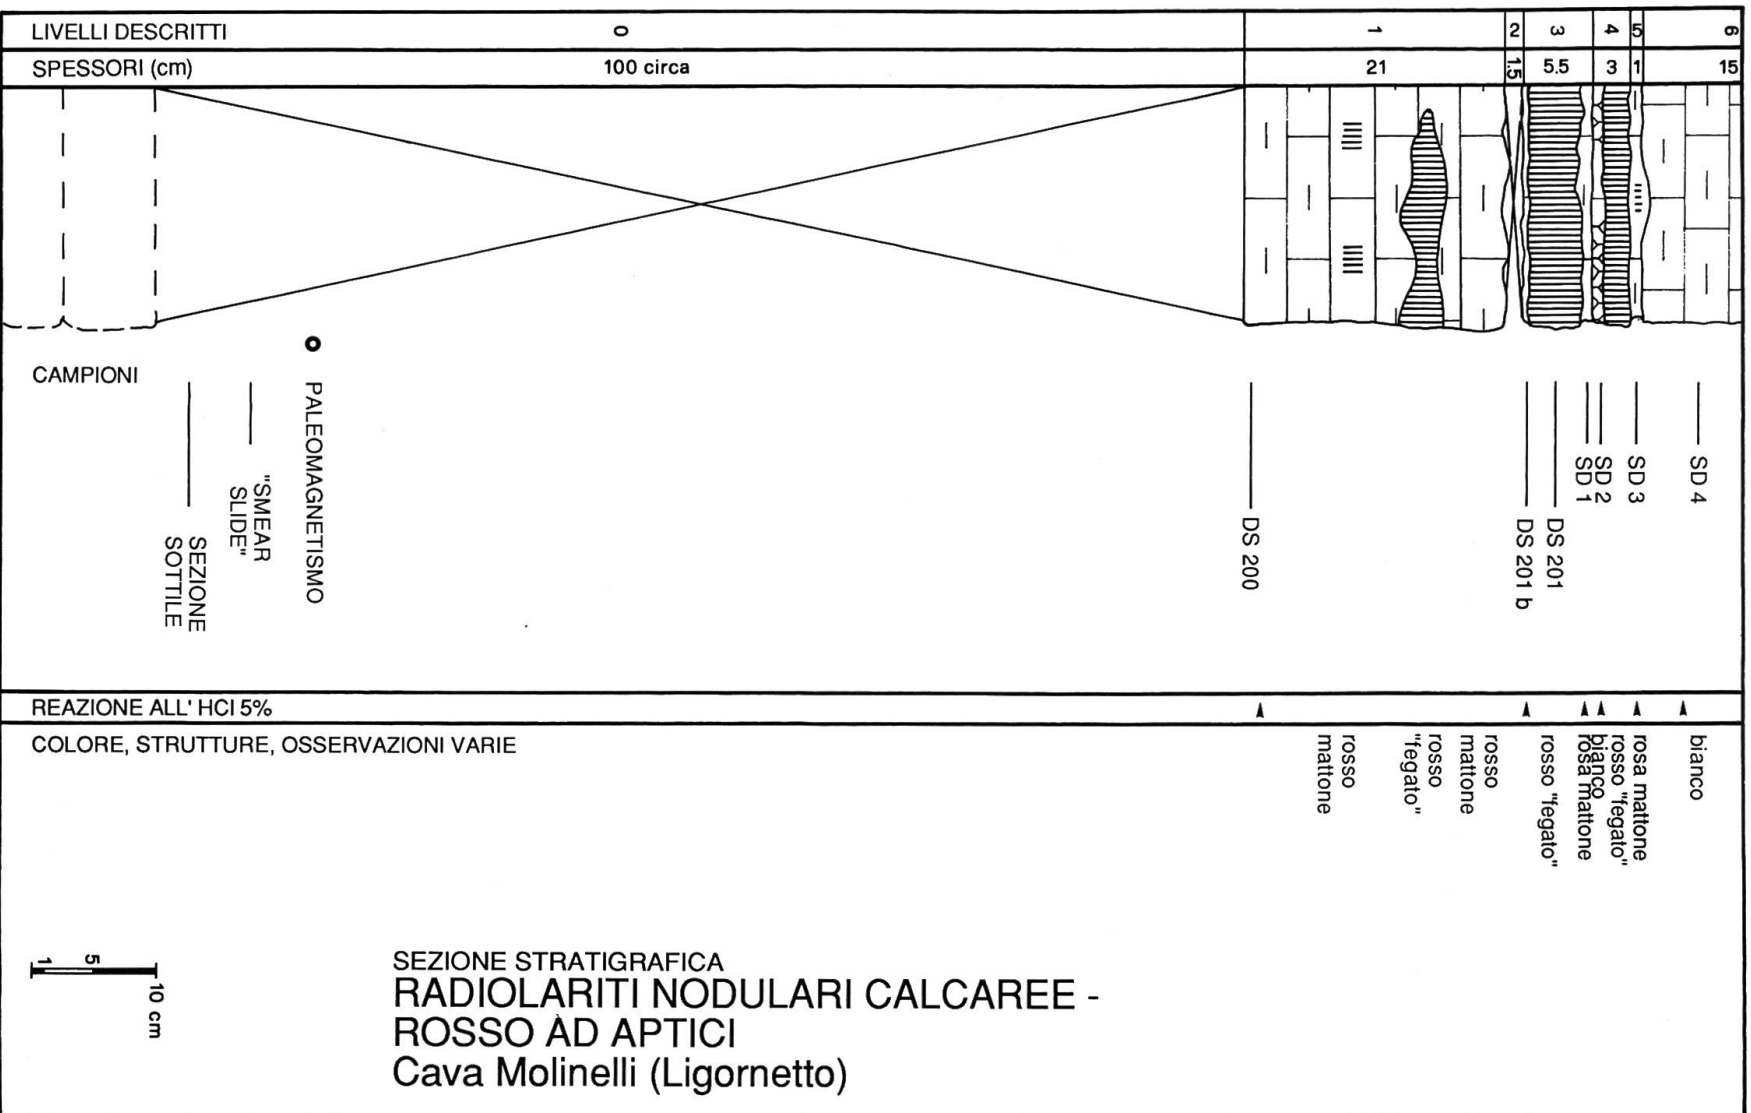 LIVELLI DESCRITTI
0
1
2
3
4
5
6
SPESSORI (cm)
100 circa
21
1.5
5.5
3
1
15
CAMPIONI
SEZIONE
SOTTILE
"SMEAR
SLIDE"
PALEOMAGNETISMO
DS 200
DS 201 b
DS 201
SD 1
SD 2
SD 3
SD 4
REAZIONE ALL' HCl 5%
COLORE, STRUTTURE, OSSERVAZIONI VARIE
rosso
mattone
rosso
"fegato"
rosso
mattone
rosso "fegato"
rosa mattone
bianco
rosso "fegato"
rosa mattone
bianco
1
5
10 cm
SEZIONE STRATIGRAFICA
RADIOLARITI NODULARI CALCAREE -
ROSSO AD APTICI
Cava Molinelli (Ligornetto)